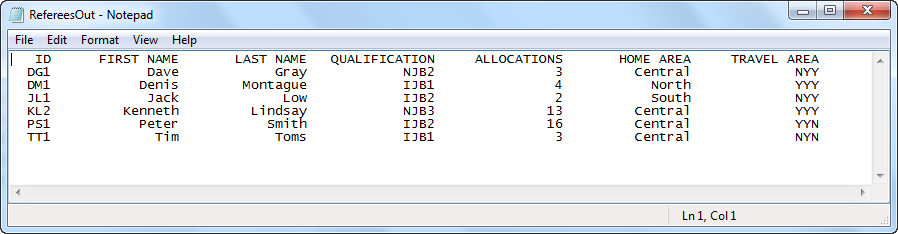 RefereesOut - Notepad
File Edit Format View Help
ID FIRST NAME LAST NAME QUALIFICATION ALLOCATIONS HOME AREA TRAVEL AREA
DG1 Dave Gray NJB2 3 Central NYY
DM1 Denis Montague IJB1 4 North YYY
JL1 Jack Low IJB2 2 South NYY
KL2 Kenneth Lindsay NJB3 13 Central YYY
PS1 Peter Smith IJB2 16 Central YYN
TT1 Tim Toms IJB1 3 Central NYN
Ln 1, Col 1